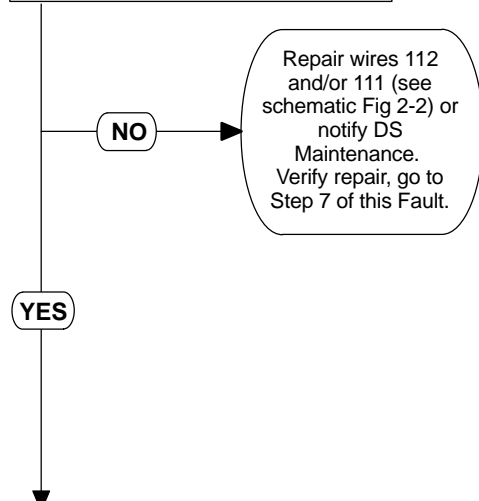 Repair wires 112
and/or 111 (see
schematic Fig 2-2) or
notify DS
Maintenance.
Verify repair, go to
Step 7 of this Fault.
NO
YES